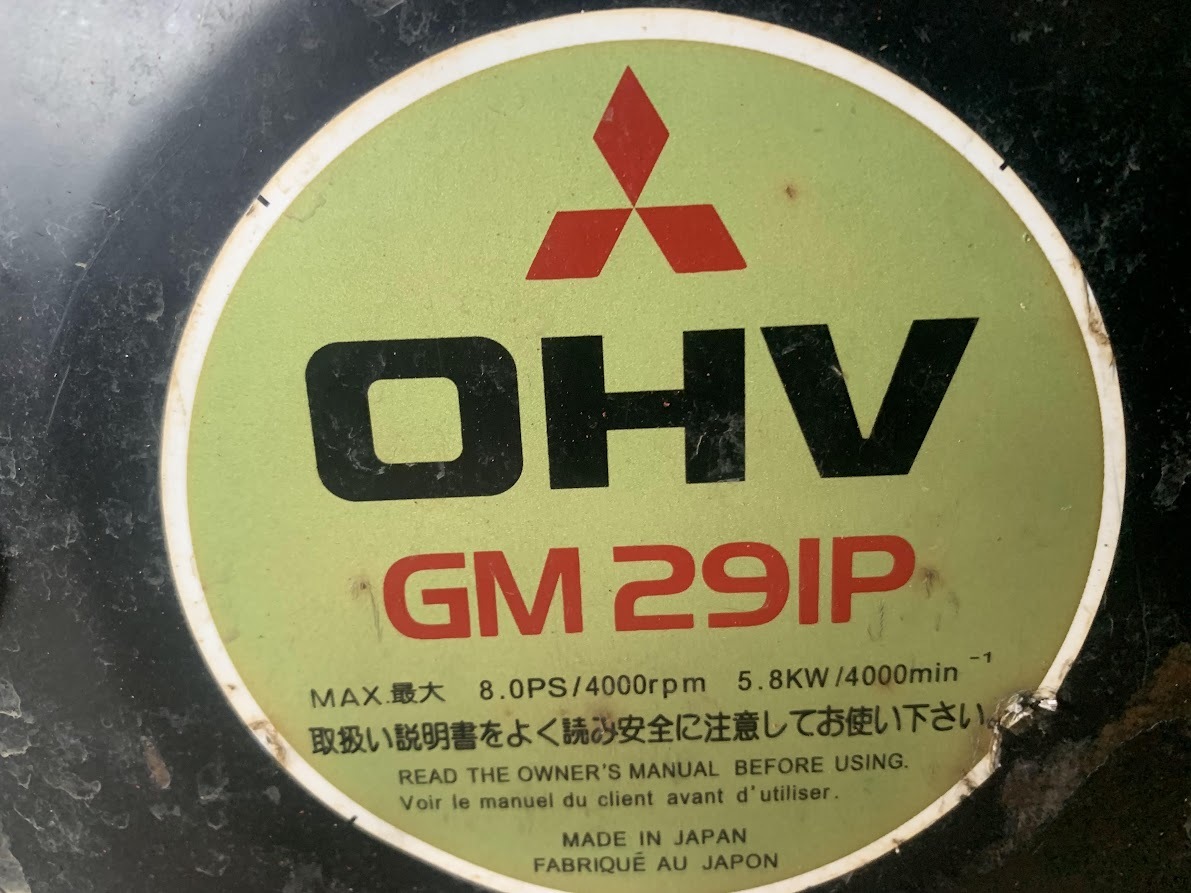 OHV
GM 291P
MAX.最大 8.0PS/4000rpm 5.8KW/4000min⁻¹
取扱い説明書をよく読み安全に注意してお使い下さい。
READ THE OWNER'S MANUAL BEFORE USING.
Voir le manuel du client avant d'utiliser.
MADE IN JAPAN
FABRIQUÉ AU JAPON